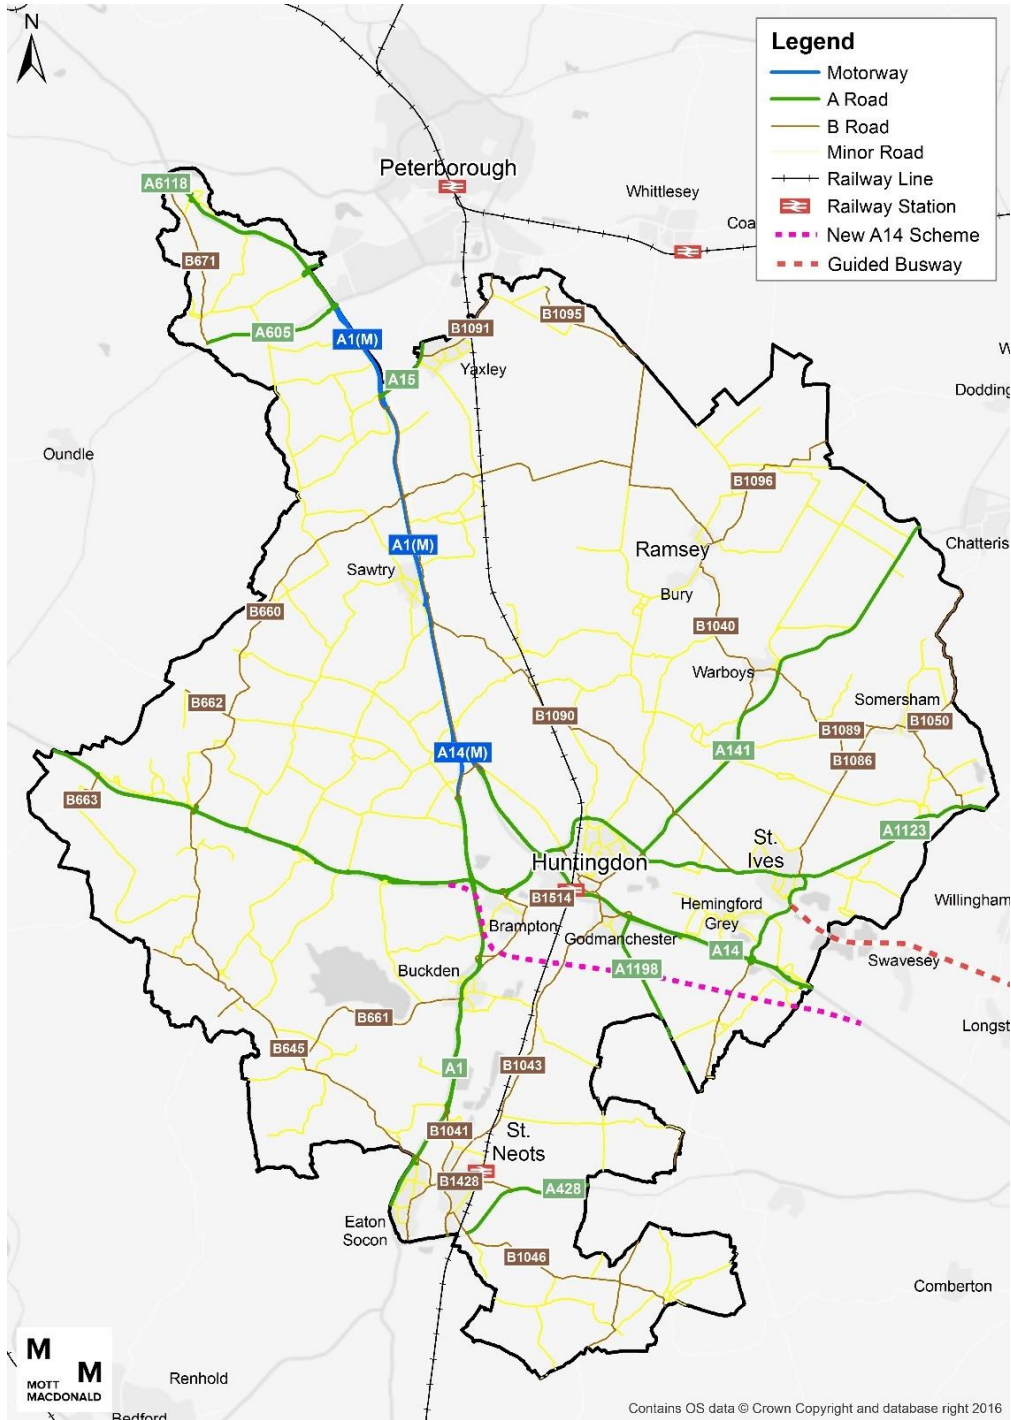 N
Legend
Motorway
A Road
B Road
Minor Road
Railway Line
Railway Station
New A14 Scheme
Guided Busway
Peterborough
Whittlesey
Coa
A6118
B671
A605
A1(M)
A15
B1091
B1095
Yaxley
W
Dodding
Oundle
B1096
A1(M)
Sawtry
Ramsey
Chatteris
Bury
B660
B1040
Warboys
B662
Somersham
B1090
B1089
B1050
A14(M)
A141
B1086
B663
A1123
St.
Ives
Huntingdon
B1514
Hemingford
Grey
Willingham
Brampton
Godmanchester
A14
Swavesey
Buckden
A1198
B661
Longst
B645
A1
B1043
B1041
St.
Neots
B1428
A428
Eaton
Socon
B1046
Comberton
M
M
MOTT
MACDONALD
Renhold
Bedford
Contains OS data © Crown Copyright and database right 2016